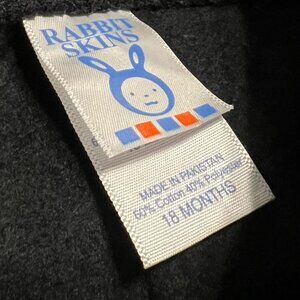 RABBIT
SKINS
MADE IN PAKISTAN
60% Cotton 40% Polyester
18 MONTHS